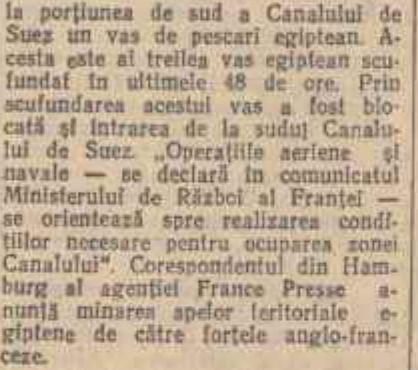 la porțiunea de sud a Canalului de
Suez un vas de pescari egiptean. A-
cesta este al treilea vas egiptean scu-
fundat în ultimele 48 de ore. Prin
scufundarea acestui vas a fost blo-
cată și intrarea de la sudul Canalu-
lui de Suez. „Operațiile aeriene și
navale — se declară în comunicatul
Ministerului de Război al Franței —
se orientează spre realizarea condi-
țiilor necesare pentru ocuparea zonei
Canalului“. Corespondentul din Ham-
burg al agenției France Presse a-
nunță minarea apelor teritoriale e-
giptene de către forțele anglo-fran-
ceze.